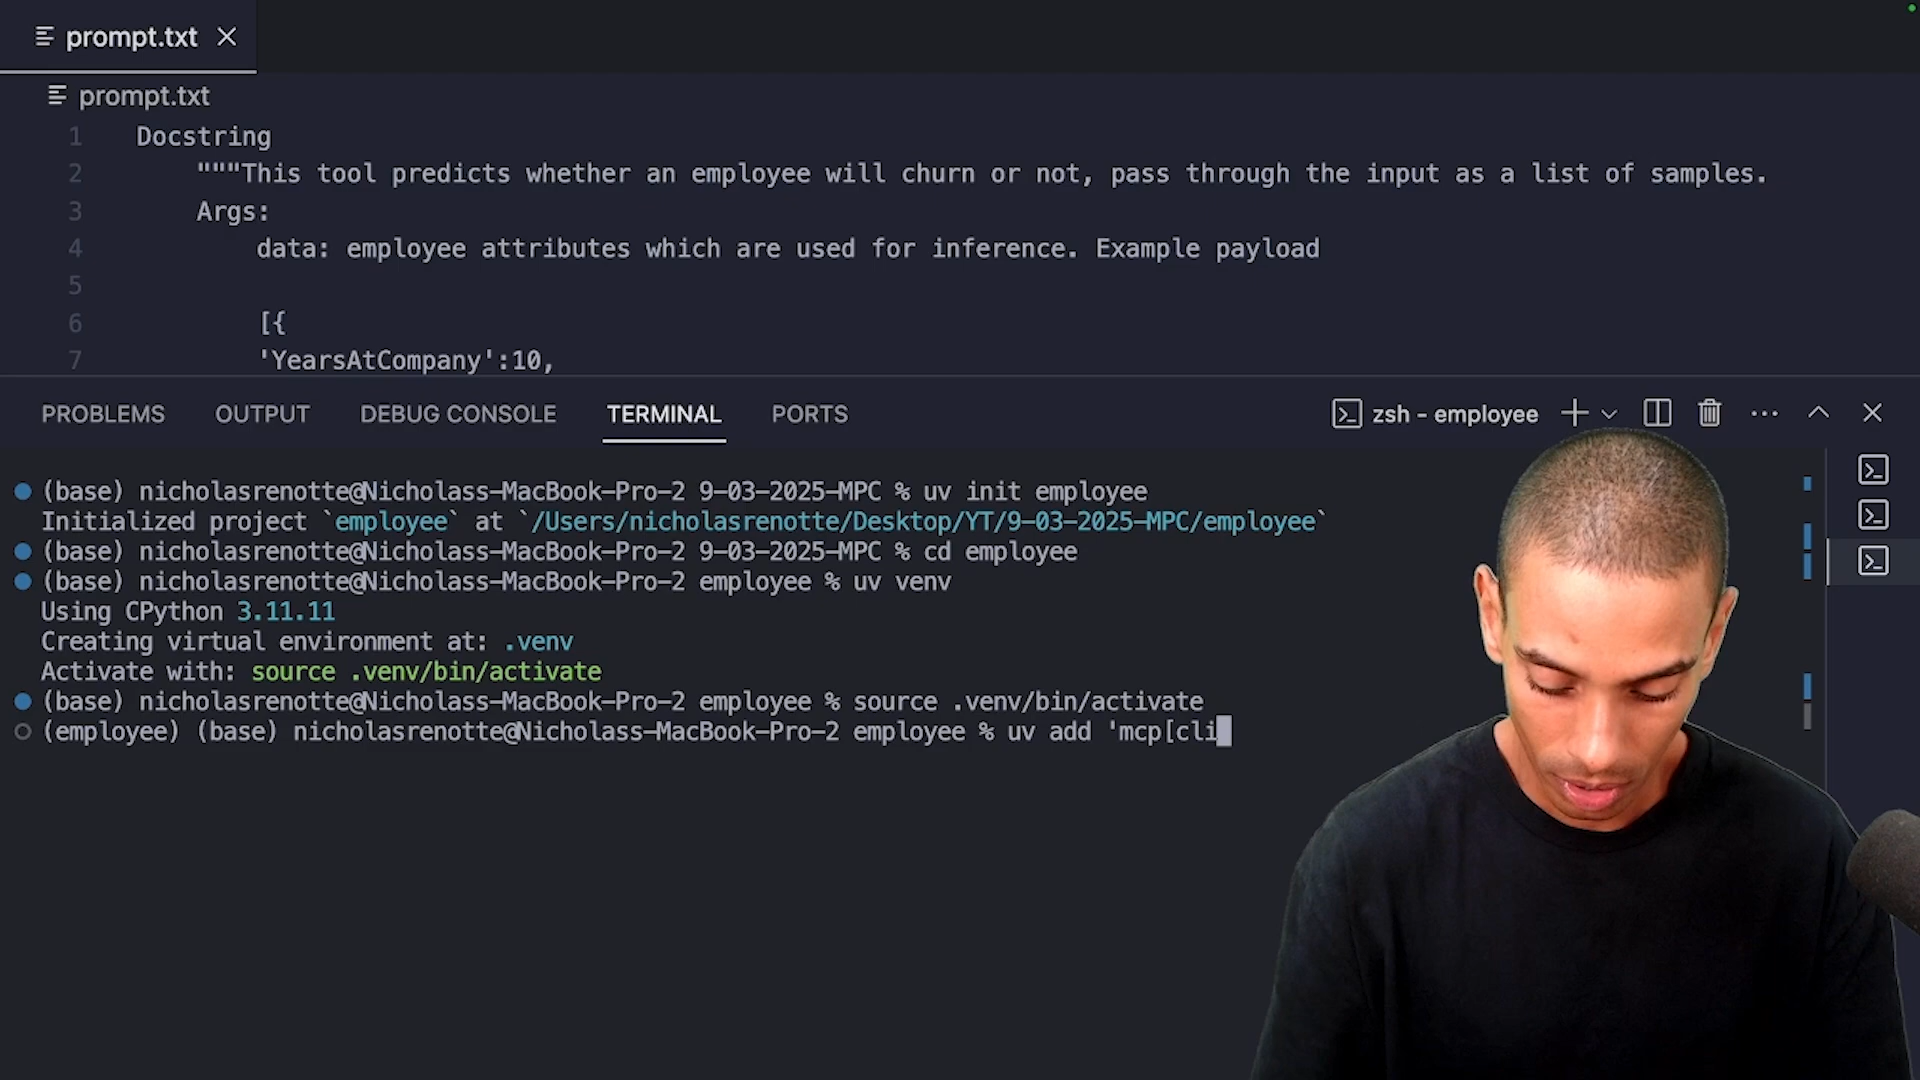 prompt.txt
prompt.txt
1 Docstring
2 """This tool predicts whether an employee will churn or not, pass through the input as a list of samples.
3 Args:
4 data: employee attributes which are used for inference. Example payload
5
6 [{
7 'YearsAtCompany':10,
PROBLEMS OUTPUT DEBUG CONSOLE TERMINAL PORTS zsh - employee
(base) nicholasrenotte@Nicholass-MacBook-Pro-2 9-03-2025-MPC % uv init employee
Initialized project `employee` at `/Users/nicholasrenotte/Desktop/YT/9-03-2025-MPC/employee`
(base) nicholasrenotte@Nicholass-MacBook-Pro-2 9-03-2025-MPC % cd employee
(base) nicholasrenotte@Nicholass-MacBook-Pro-2 employee % uv venv
Using CPython 3.11.11
Creating virtual environment at: .venv
Activate with: source .venv/bin/activate
(base) nicholasrenotte@Nicholass-MacBook-Pro-2 employee % source .venv/bin/activate
(employee) (base) nicholasrenotte@Nicholass-MacBook-Pro-2 employee % uv add 'mcp[cli